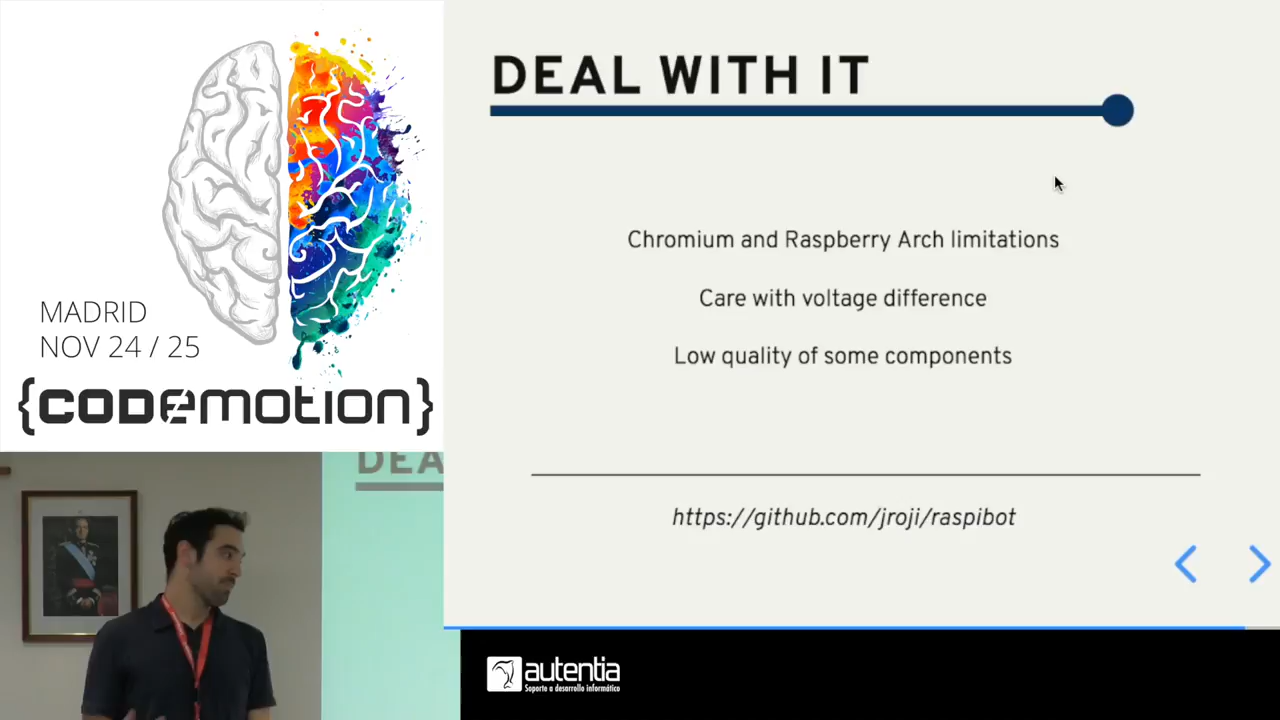 MADRID
NOV 24 / 25
{CODEMOTION}
DEAL WITH IT
Chromium and Raspberry Arch limitations
Care with voltage difference
Low quality of some components
https://github.com/jroji/raspibot
DEA
autentia
Soporte a desarrollo informático